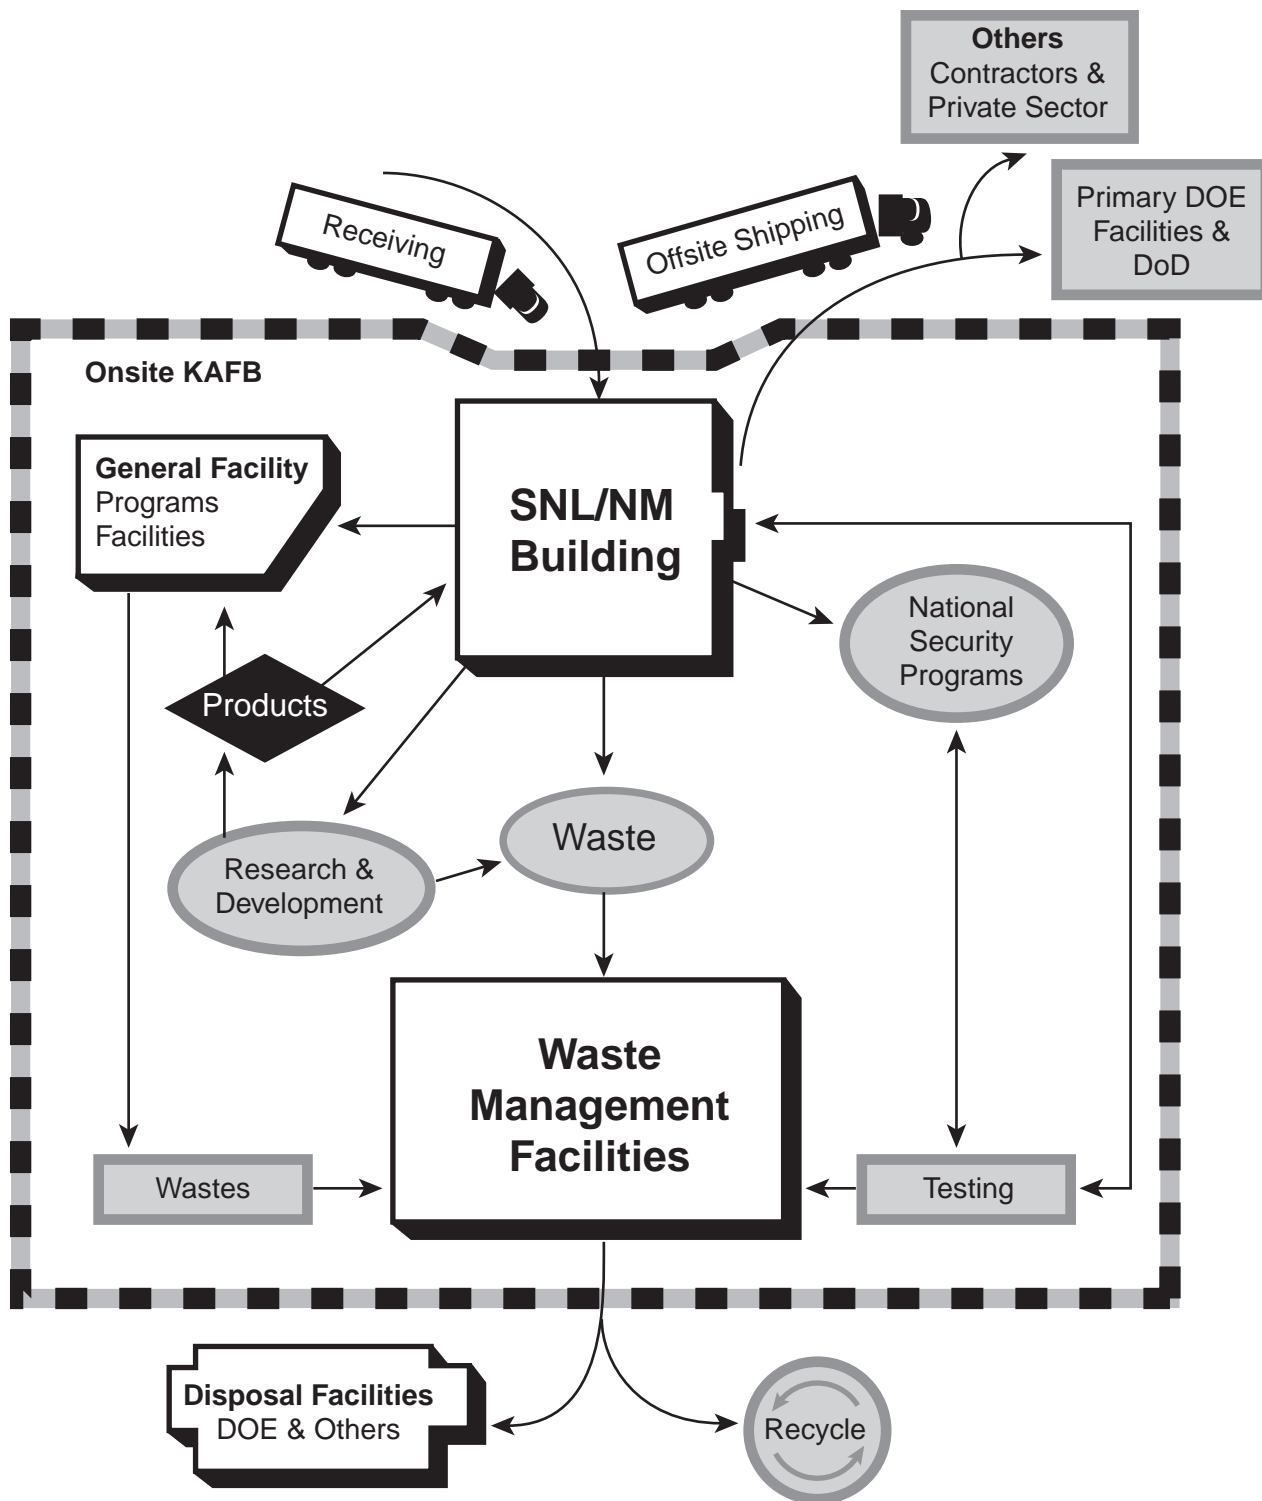 Others
Contractors &
Private Sector
Primary DOE
Facilities &
DoD
Receiving
Offsite Shipping
Onsite KAFB
General Facility
Programs
Facilities
SNL/NM
Building
National
Security
Programs
Products
Waste
Research &
Development
Waste
Management
Facilities
Wastes
Testing
Disposal Facilities
DOE & Others
Recycle